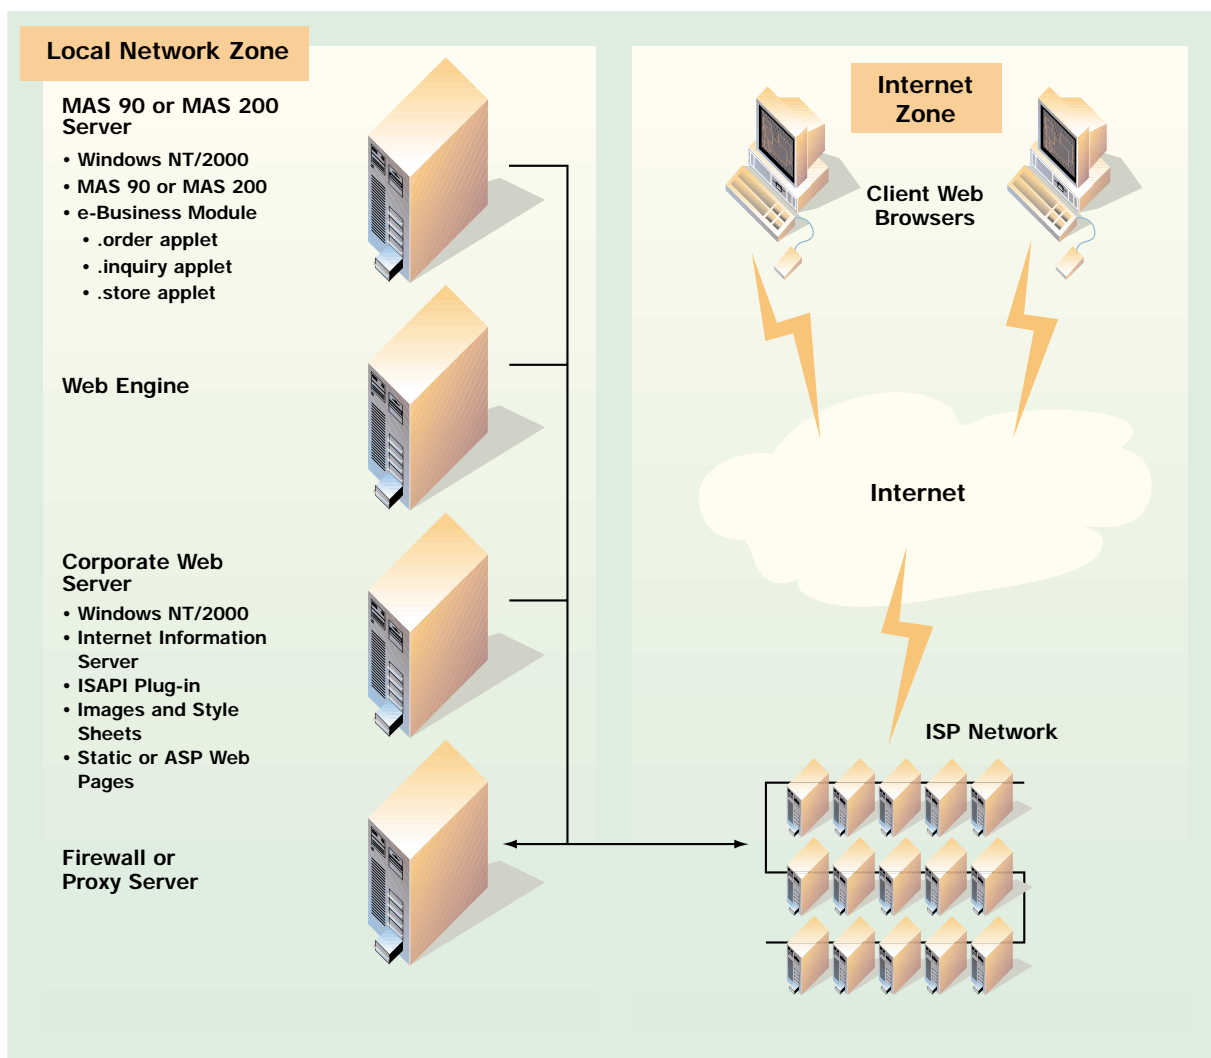 Local Network Zone
MAS 90 or MAS 200
Server
• Windows NT/2000
• MAS 90 or MAS 200
• e-Business Module
• .order applet
• .inquiry applet
• .store applet
Web Engine
Corporate Web
Server
• Windows NT/2000
• Internet Information
Server
• ISAPI Plug-in
• Images and Style
Sheets
• Static or ASP Web
Pages
Firewall or
Proxy Server
Internet
Zone
Client Web
Browsers
Internet
ISP Network